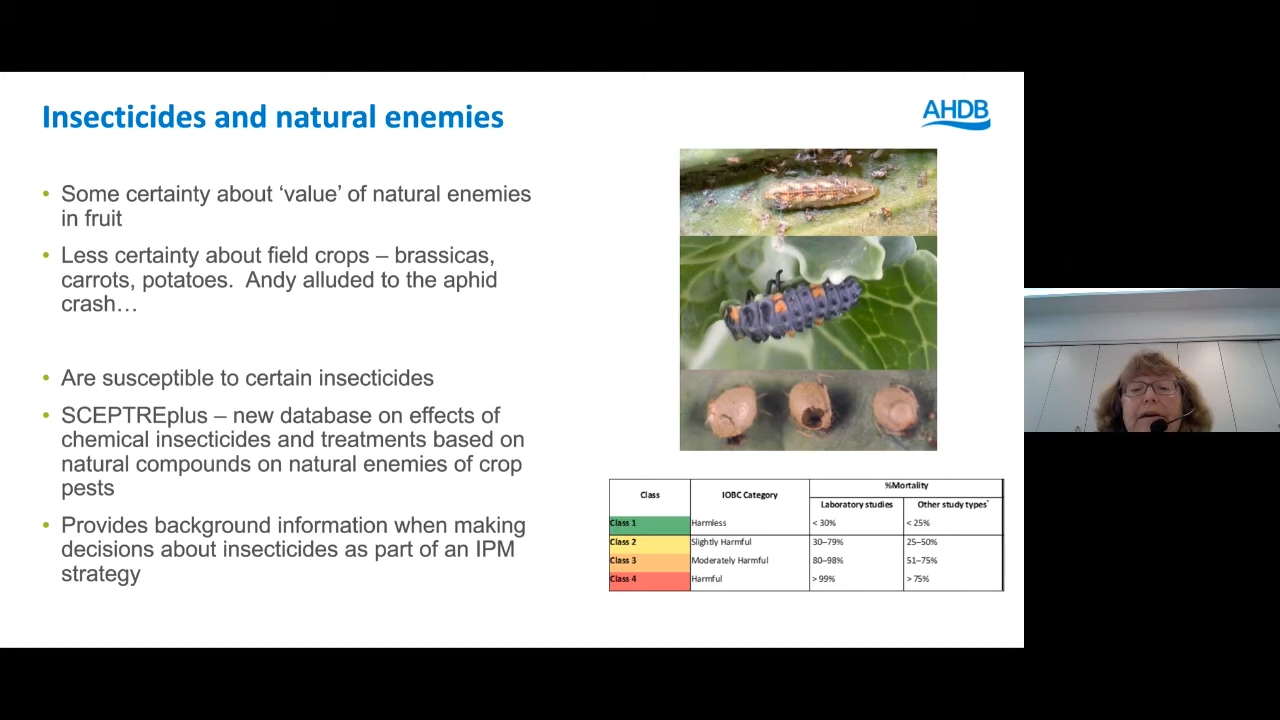 Insecticides and natural enemies
AHDB
• Some certainty about ‘value’ of natural enemies
in fruit
• Less certainty about field crops – brassicas,
carrots, potatoes. Andy alluded to the aphid
crash…
• Are susceptible to certain insecticides
• SCEPTREplus – new database on effects of
chemical insecticides and treatments based on
natural compounds on natural enemies of crop
pests
• Provides background information when making
decisions about insecticides as part of an IPM
strategy
Class IOBC Category %Mortality
Laboratory studies Other study types*
Class 1 Harmless < 30% < 25%
Class 2 Slightly Harmful 30–79% 25–50%
Class 3 Moderately Harmful 80–98% 51–75%
Class 4 Harmful > 99% > 75%